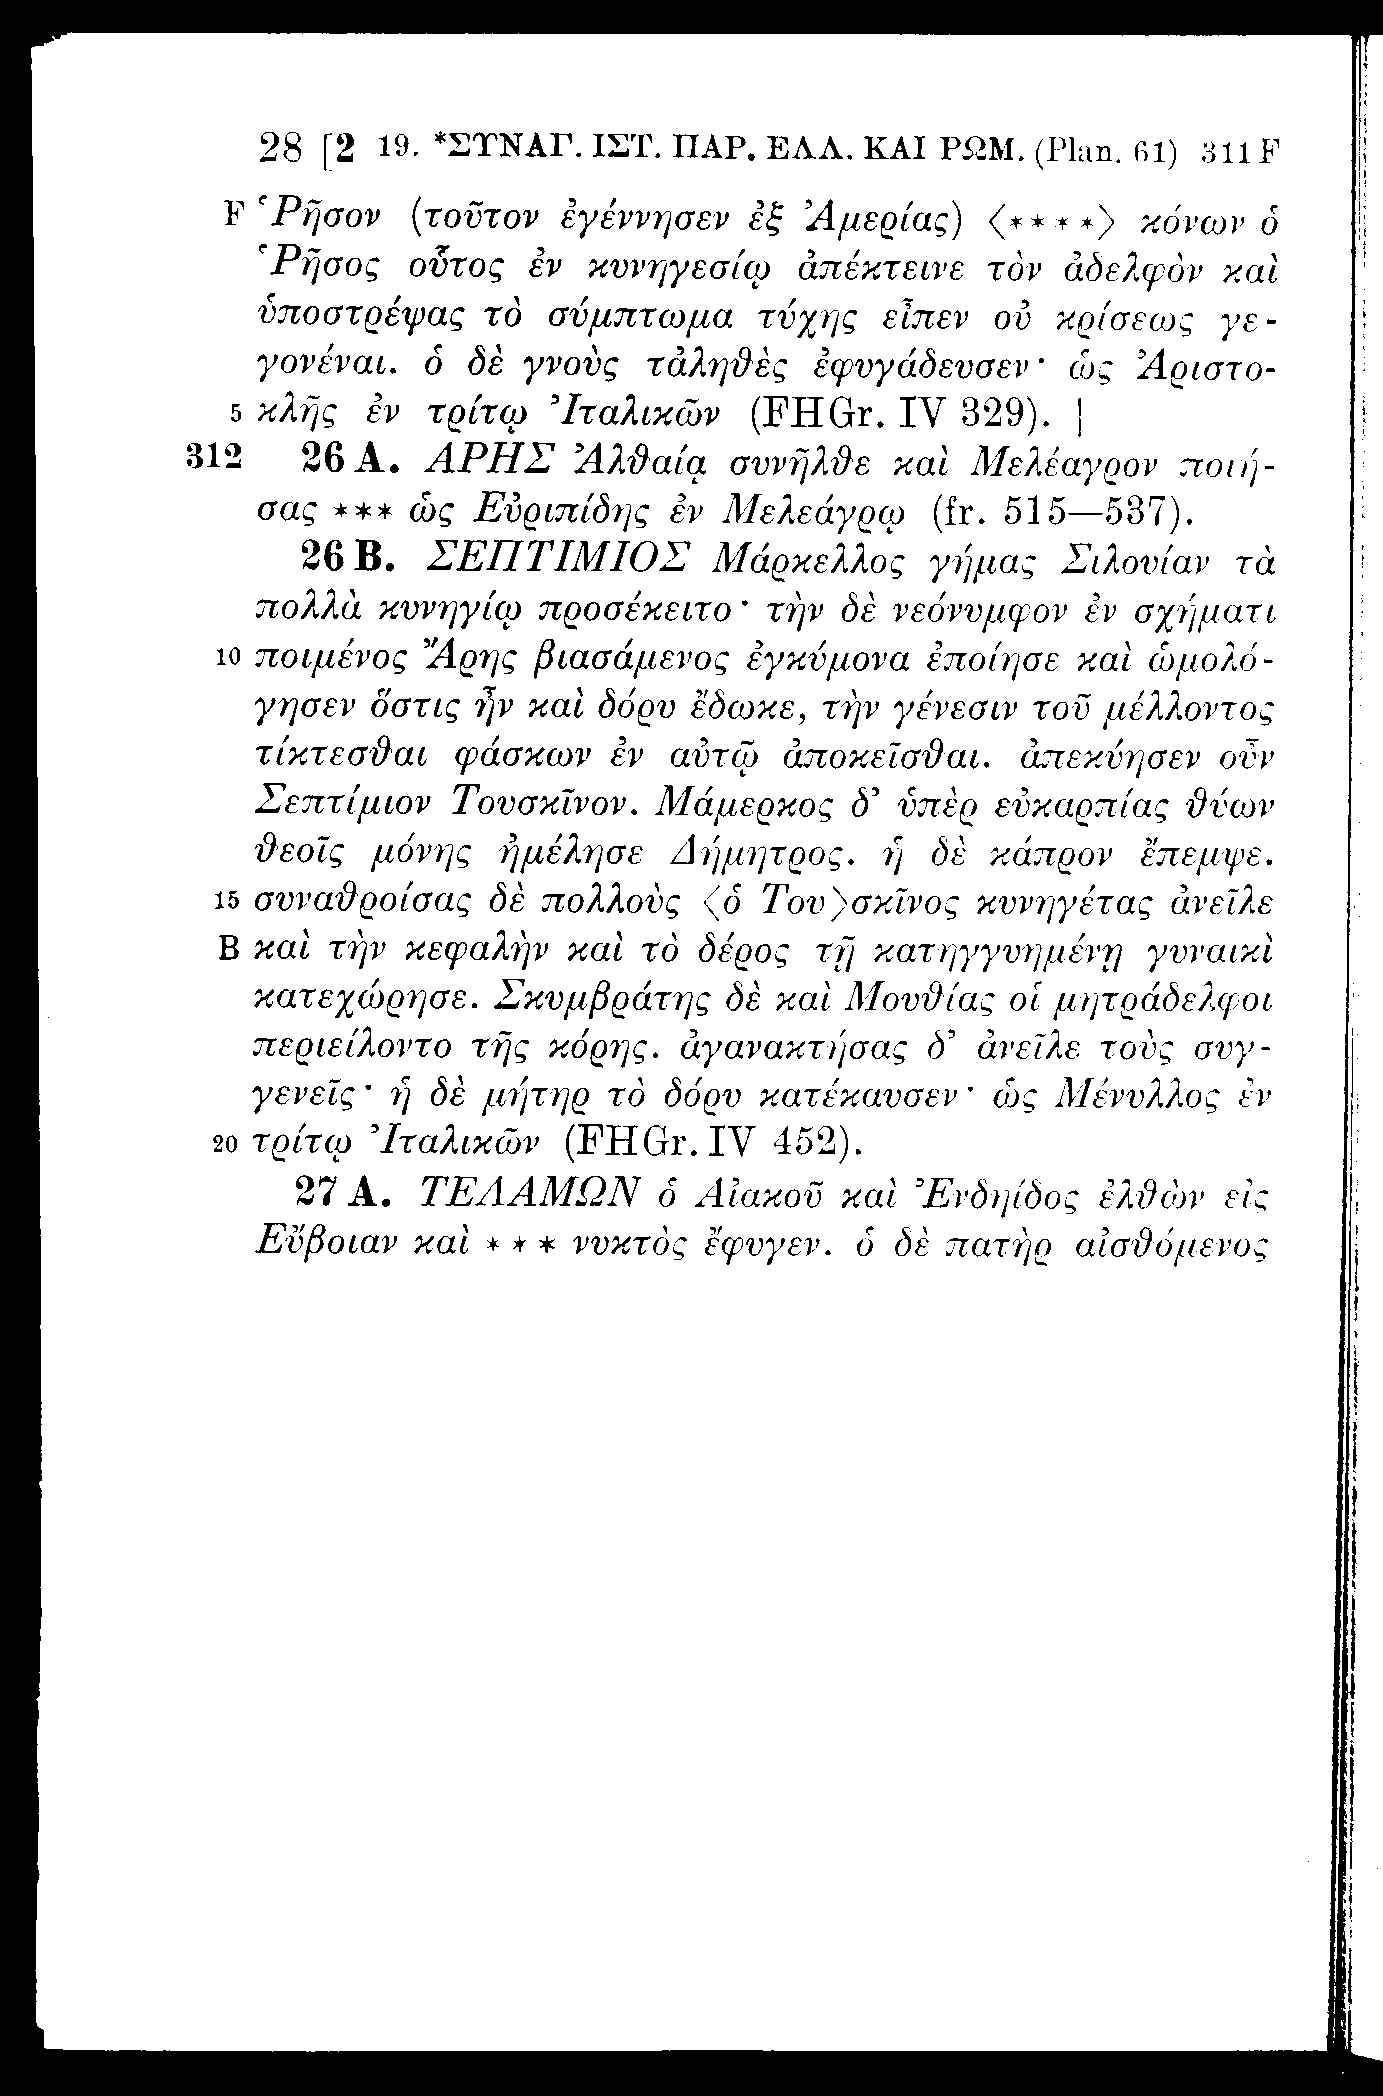 28 [2 19. *ΣΥΝΑΓ. ΙΣΤ. ΠΑΡ. ΕΛΛ. ΚΑΙ ΡΩΜ. (Plan. 61) 311 F
F Ῥῆσον (τοῦτον ἐγέννησεν ἐξ Ἀμερίας) 〈* * * *〉 κόνων ὁ
Ῥῆσος οὗτος ἐν κυνηγεσίῳ ἀπέκτεινε τὸν ἀδελφὸν καὶ
ὑποστρέψας τὸ σύμπτωμα τύχης εἶπεν οὐ κρίσεως γε-
γονέναι. ὁ δὲ γνοὺς τἀληθὲς ἐφυγάδευσεν· ὡς Ἀριστο-
5 κλῆς ἐν τρίτῳ Ἰταλικῶν (FHGr. IV 329). |
312 26 A. ΑΡΗΣ Ἀλθαίᾳ συνῆλθε καὶ Μελέαγρον ποιή-
σας *** ὡς Εὐριπίδης ἐν Μελεάγρῳ (fr. 515—537).
26 B. ΣΕΠΤΙΜΙΟΣ Μάρκελλος γήμας Σιλουίαν τὰ
πολλὰ κυνηγίῳ προσέκειτο· τὴν δὲ νεόνυμφον ἐν σχήματι
10 ποιμένος Ἄρης βιασάμενος ἐγκύμονα ἐποίησε καὶ ὡμολό-
γησεν ὅστις ἦν καὶ δόρυ ἔδωκε, τὴν γένεσιν τοῦ μέλλοντος
τίκτεσθαι φάσκων ἐν αὐτῷ ἀποκεῖσθαι. ἀπεκύησεν οὖν
Σεπτίμιον Τουσκῖνον. Μάμερκος δ’ ὑπὲρ εὐκαρπίας θύων
θεοῖς μόνης ἠμέλησε Δήμητρος. ἡ δὲ κάπρον ἔπεμψε.
15 συναθροίσας δὲ πολλοὺς 〈ὁ Του〉σκῖνος κυνηγέτας ἀνεῖλε
B καὶ τὴν κεφαλὴν καὶ τὸ δέρος τῇ κατηγγυημένῃ γυναικὶ
κατεχώρησε. Σκυμβράτης δὲ καὶ Μουθίας οἱ μητράδελφοι
περιείλοντο τῆς κόρης. ἀγανακτήσας δ’ ἀνεῖλε τοὺς συγ-
γενεῖς· ἡ δὲ μήτηρ τὸ δόρυ κατέκαυσεν· ὡς Μένυλλος ἐν
20 τρίτῳ Ἰταλικῶν (FHGr. IV 452).
27 A. ΤΕΛΑΜΩΝ ὁ Αἰακοῦ καὶ Ἐνδηίδος ἐλθὼν εἰς
Εὔβοιαν καὶ * * * νυκτὸς ἔφυγεν. ὁ δὲ πατὴρ αἰσθόμενος